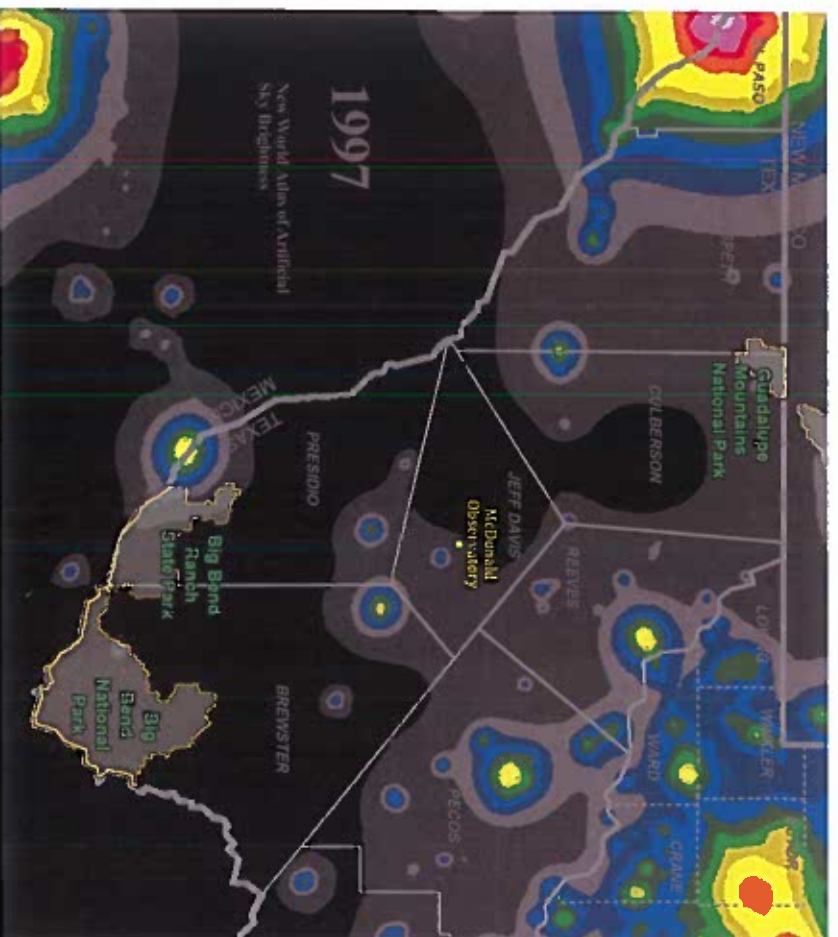 1997
New World Atlas of Artificial
Sky Brightness
EL PASO
NEW MEXICO
TEXAS
Guadalupe
Mountains
National Park
CULBERSON
JEFF DAVIS
McDonald
Observatory
REEVES
LOVING
WINKLER
WARD
CRANE
PECOS
MEXICO
TEXAS
PRESIDIO
Big Bend
Ranch
State Park
BREWSTER
Big
Bend
National
Park